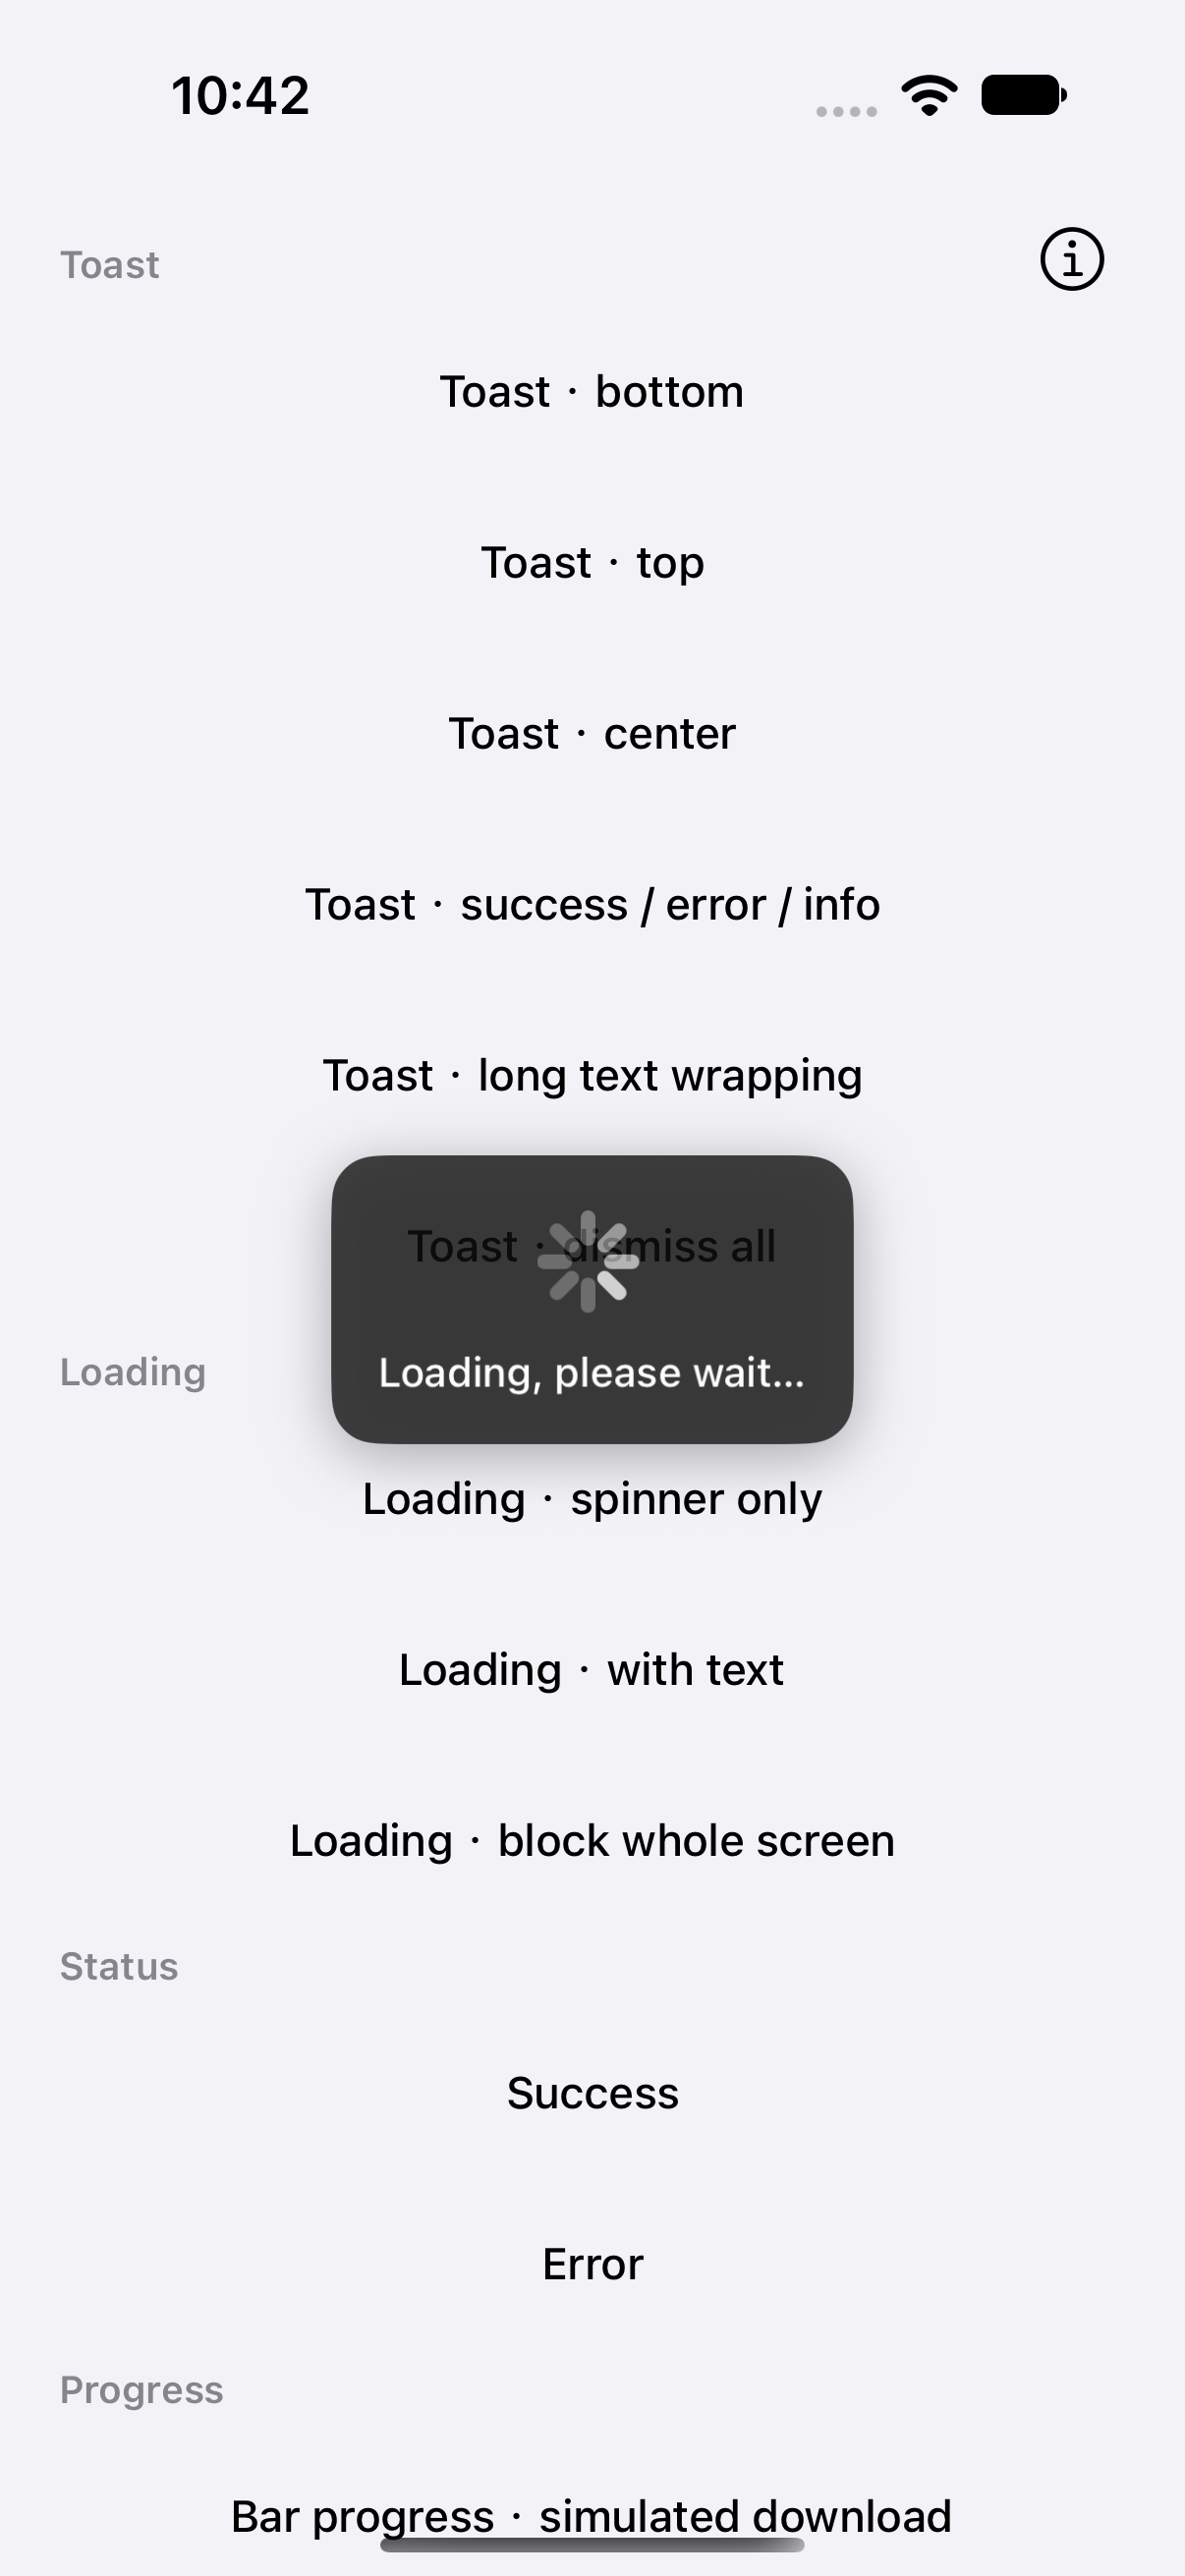 10:42
Toast
Toast · bottom
Toast · top
Toast · center
Toast · success / error / info
Toast · long text wrapping
Toast · dismiss all
Loading, please wait...
Loading
Loading · spinner only
Loading · with text
Loading · block whole screen
Status
Success
Error
Progress
Bar progress · simulated download